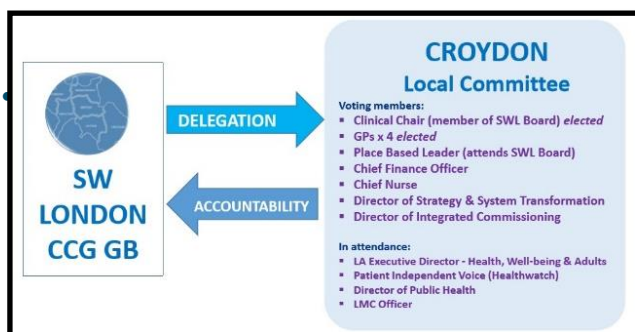 SW
LONDON
CCG GB
DELEGATION
ACCOUNTABILITY
CROYDON
Local Committee
Voting members:
▪ Clinical Chair (member of SWL Board) elected
▪ GPs x 4 elected
▪ Place Based Leader (attends SWL Board)
▪ Chief Finance Officer
▪ Chief Nurse
▪ Director of Strategy & System Transformation
▪ Director of Integrated Commissioning
In attendance:
▪ LA Executive Director - Health, Well-being & Adults
▪ Patient Independent Voice (Healthwatch)
▪ Director of Public Health
▪ LMC Officer